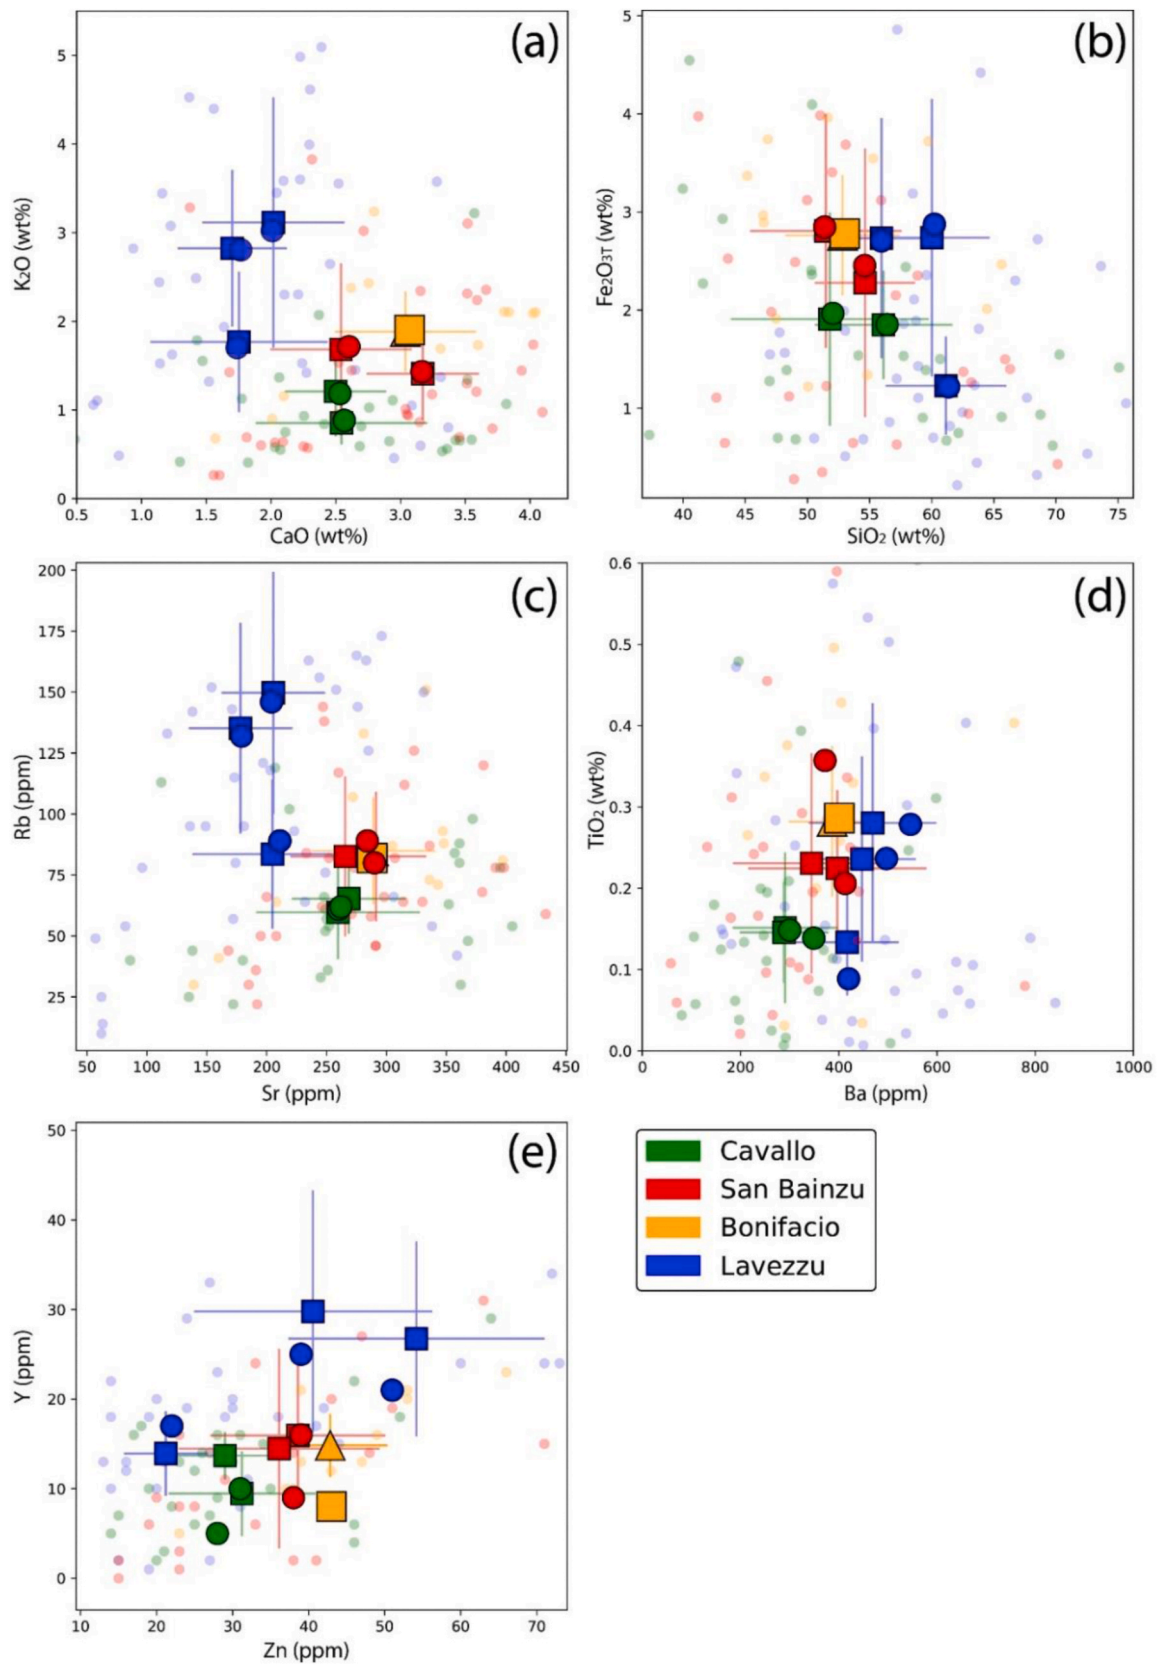 (a)
5
4
3
2
1
0
K₂O (wt%)
0.5 1.0 1.5 2.0 2.5 3.0 3.5 4.0
CaO (wt%)
(b)
5
4
3
2
1
Fe₂O₃T (wt%)
40 45 50 55 60 65 70 75
SiO₂ (wt%)
(c)
200
175
150
125
100
75
50
25
Rb (ppm)
50 100 150 200 250 300 350 400 450
Sr (ppm)
(d)
0.6
0.5
0.4
0.3
0.2
0.1
0.0
TiO₂ (wt%)
0 200 400 600 800 1000
Ba (ppm)
(e)
50
40
30
20
10
0
Y (ppm)
10 20 30 40 50 60 70
Zn (ppm)
Cavallo
San Bainzu
Bonifacio
Lavezzu